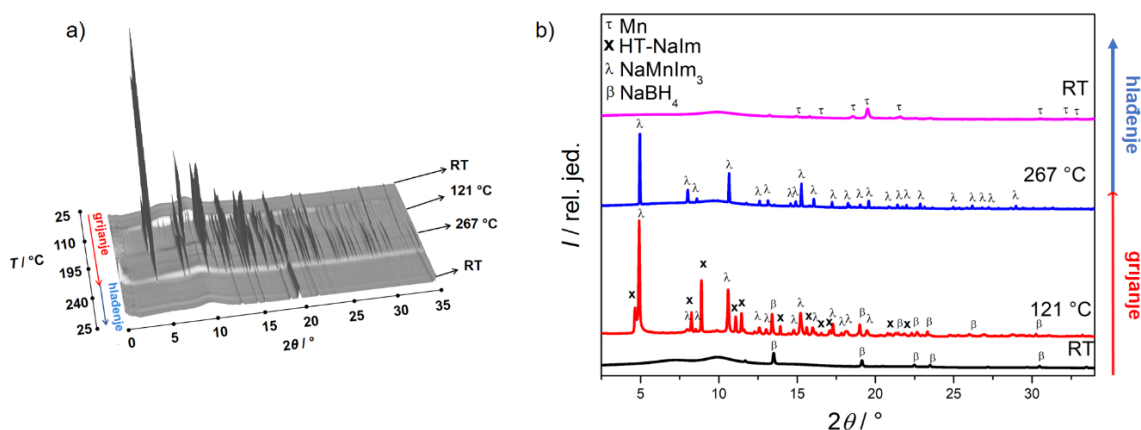 a)
RT
121 °C
267 °C
RT
25
110
195
240
25
T / °C
grijanje
hlađenje
0
5
10
15
20
25
30
35
2θ / °
b)
τ Mn
x HT-NaIm
λ NaMnIm₃
β NaBH₄
RT
τ τ τ τ τ τ τ τ
267 °C
λ λ λ λ λ λ λ λ λ λ λ λ λ λ λ λ λ λ λ λ λ
121 °C
x λ x λ λ x λ x x λ λ β x λ λ x λ x x λ λ λ β λ x β x β β β β
RT
β β β β β
I / rel. jed.
5 10 15 20 25 30
2θ / °
hlađenje
grijanje